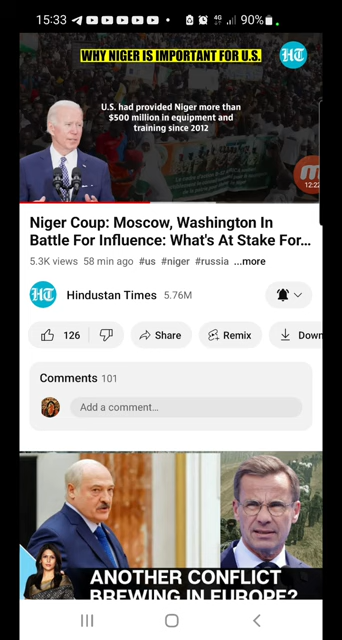 15:33
4G
90%
WHY NIGER IS IMPORTANT FOR U.S.
HT
U.S. had provided Niger more than
$500 million in equipment and
training since 2012
12:22
Niger Coup: Moscow, Washington In
Battle For Influence: What's At Stake For...
5.3K views 58 min ago #us #niger #russia ...more
HT
Hindustan Times 5.76M
126
Share
Remix
Down
Comments 101
Add a comment...
ANOTHER CONFLICT
BREWING IN EUROPE?